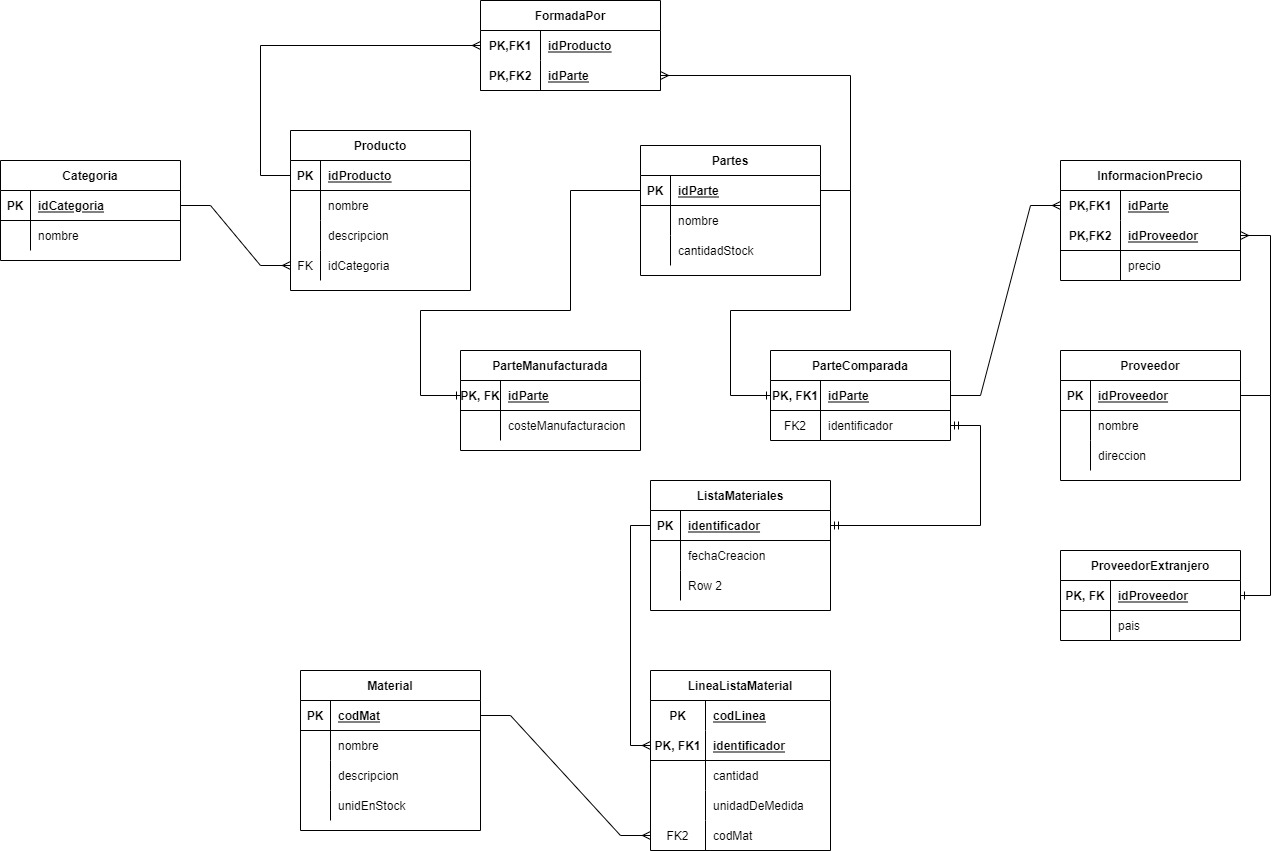 FormadaPor
PK,FK1 idProducto
PK,FK2 idParte
Producto
PK idProducto
nombre
descripcion
FK idCategoria
Partes
PK idParte
nombre
cantidadStock
Categoria
PK idCategoria
nombre
InformacionPrecio
PK,FK1 idParte
PK,FK2 idProveedor
precio
ParteManufacturada
PK, FK idParte
costeManufacturacion
ParteComparada
PK, FK1 idParte
FK2 identificador
Proveedor
PK idProveedor
nombre
direccion
ListaMateriales
PK identificador
fechaCreacion
Row 2
ProveedorExtranjero
PK, FK idProveedor
pais
Material
PK codMat
nombre
descripcion
unidEnStock
LineaListaMaterial
PK codLinea
PK, FK1 identificador
cantidad
unidadDeMedida
FK2 codMat